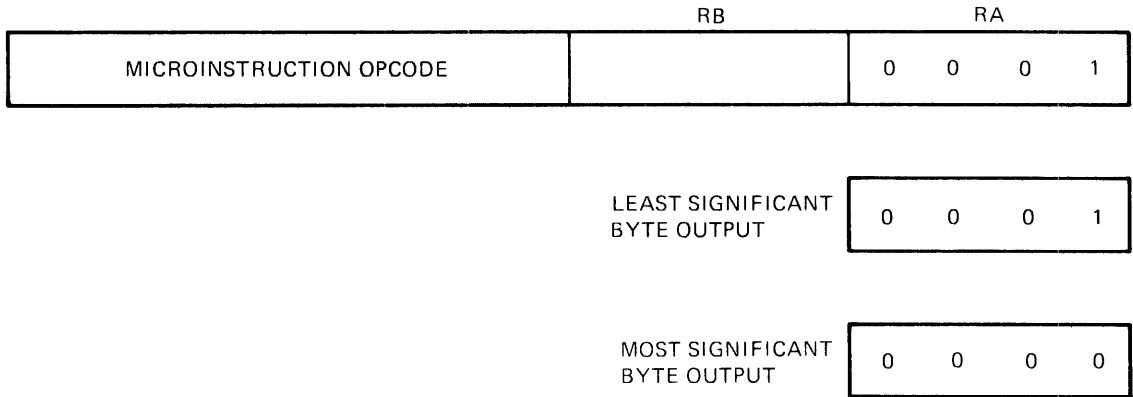 RB RA
MICROINSTRUCTION OPCODE 0 0 0 1
LEAST SIGNIFICANT
BYTE OUTPUT
0 0 0 1
MOST SIGNIFICANT
BYTE OUTPUT
0 0 0 0